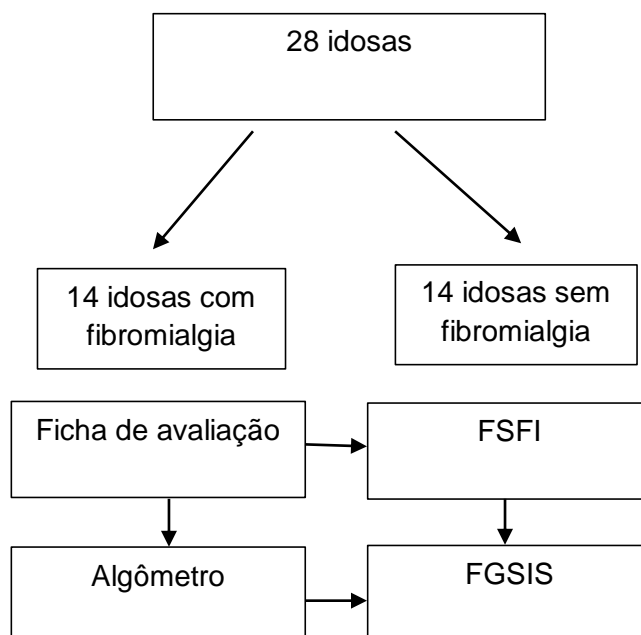 28 idosas
14 idosas com
fibromialgia
14 idosas sem
fibromialgia
Ficha de avaliação
FSFI
Algômetro
FGSIS